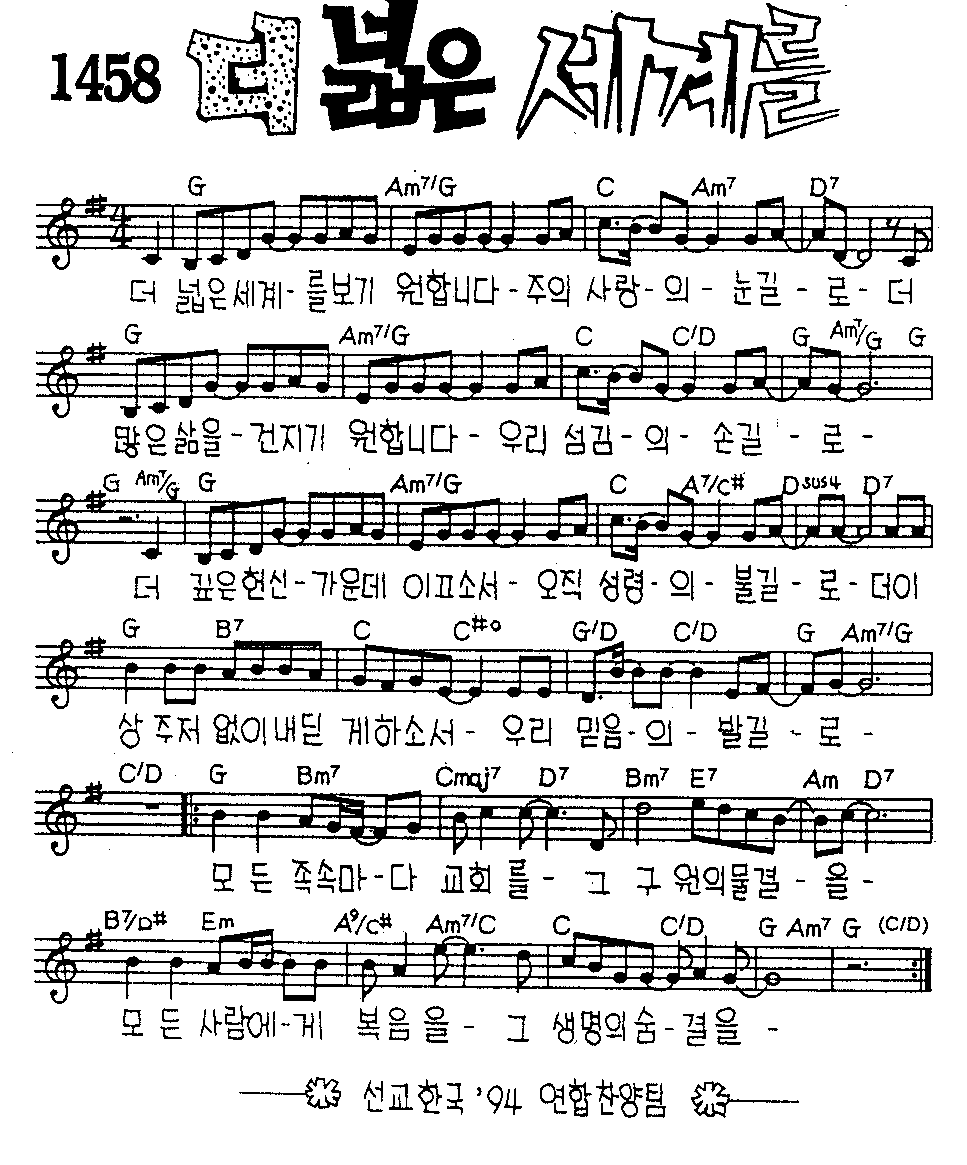 1458 더 넓은 세계를
G Am7/G C Am7 D7
더 넓은세계-를보기 원합니다-주의 사랑-의- 눈길 - 로- 더
G Am7/G C C/D G Am7/G G
많은삶을-건지기 원합니다- 우리 섬김-의- 손길 - 로 -
G Am7/G G Am7/G C A7/C# Dsus4 D7
더 깊은헌신-가운데 이끄소서- 오직 성령-의- 불길 - 로-더이
G B7 C C#o G/D C/D G Am7/G
상 주저 없이내딛 게하소서- 우리 믿음-의- 발길 - 로 -
C/D G Bm7 Cmaj7 D7 Bm7 E7 Am D7
모 든 족속마-다 교회 를- 그 구 원의물결-을-
B7/D# Em A9/C# Am7/C C C/D G Am7 G (C/D)
모 든 사람에-게 복음 을- 그 생명의숨-결을 -
선교한국 '94 연합찬양팀